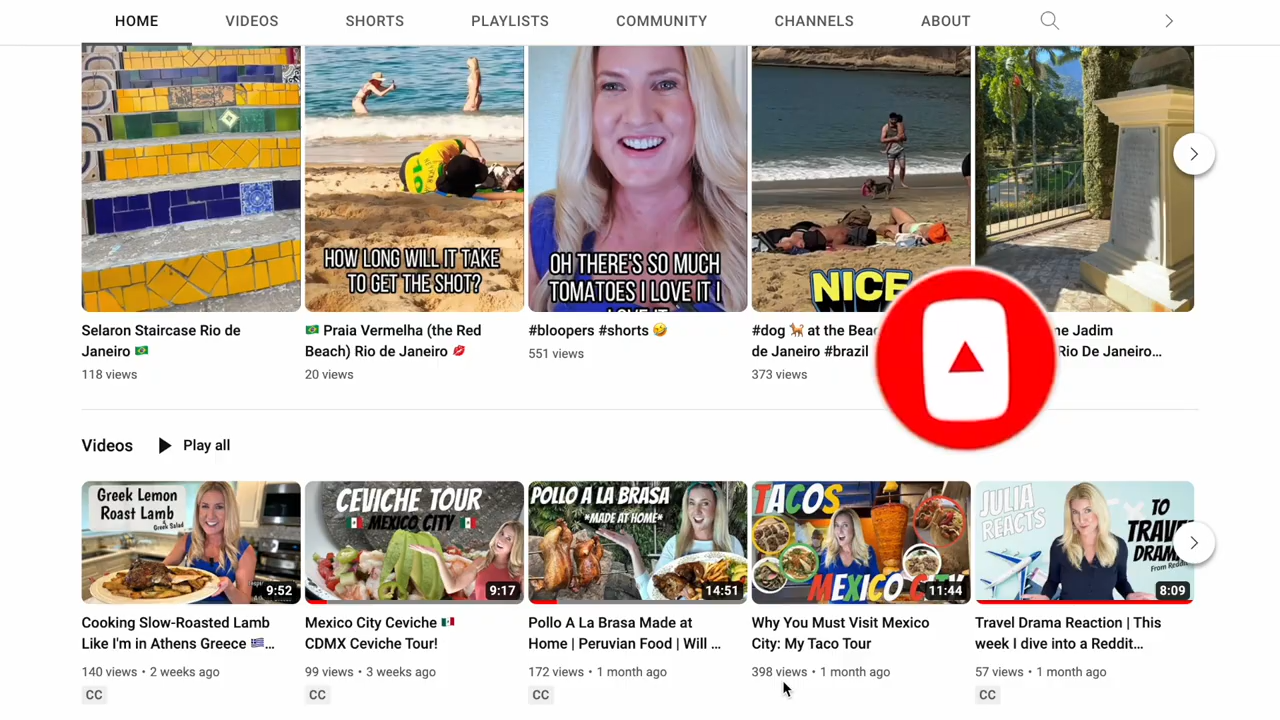 HOME VIDEOS SHORTS PLAYLISTS COMMUNITY CHANNELS ABOUT
HOW LONG WILL IT TAKE
TO GET THE SHOT?
OH THERE'S SO MUCH
TOMATOES I LOVE IT I
NICE
Selaron Staircase Rio de
Janeiro 🇧🇷
118 views
🇧🇷 Praia Vermelha (the Red
Beach) Rio de Janeiro 💋
20 views
#bloopers #shorts 🤣
551 views
#dog 🐕 at the Bea
de Janeiro #brazil
373 views
ne Jadim
Rio De Janeiro…
Videos Play all
Greek Lemon
Roast Lamb
Greek Salad
9:52
CEVICHE TOUR
MEXICO CITY
9:17
POLLO A LA BRASA
*MADE AT HOME*
14:51
TACOS
MEXICO CITY
11:44
JULIA
REACTS
TO
TRAVEL
DRAMA
From Reddit
8:09
Cooking Slow-Roasted Lamb
Like I'm in Athens Greece 🇬🇷…
140 views • 2 weeks ago
CC
Mexico City Ceviche 🇲🇽
CDMX Ceviche Tour!
99 views • 3 weeks ago
CC
Pollo A La Brasa Made at
Home | Peruvian Food | Will …
172 views • 1 month ago
CC
Why You Must Visit Mexico
City: My Taco Tour
398 views • 1 month ago
Travel Drama Reaction | This
week I dive into a Reddit…
57 views • 1 month ago
CC